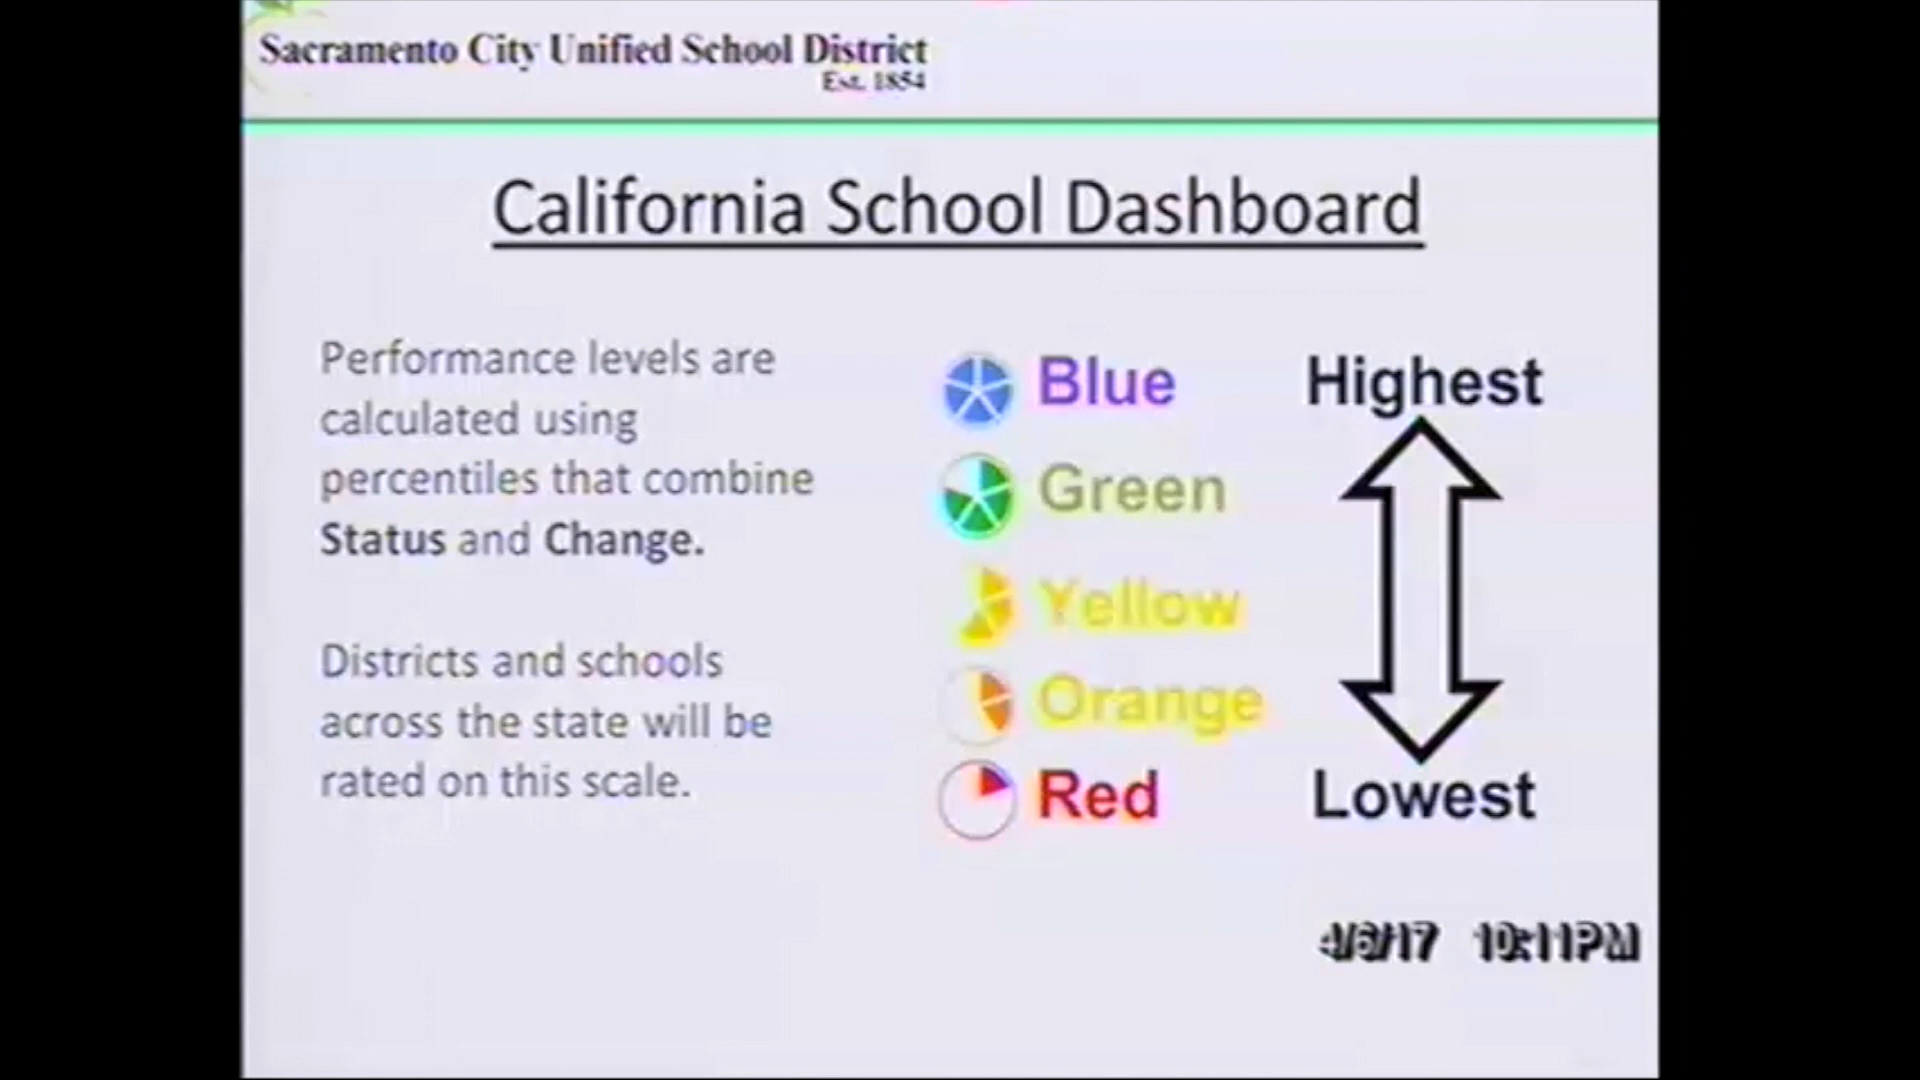 Sacramento City Unified School District
Est. 1854
California School Dashboard
Performance levels are
calculated using
percentiles that combine
Status and Change.
Districts and schools
across the state will be
rated on this scale.
Blue
Green
Yellow
Orange
Red
Highest
Lowest
4/6/17 10:11PM